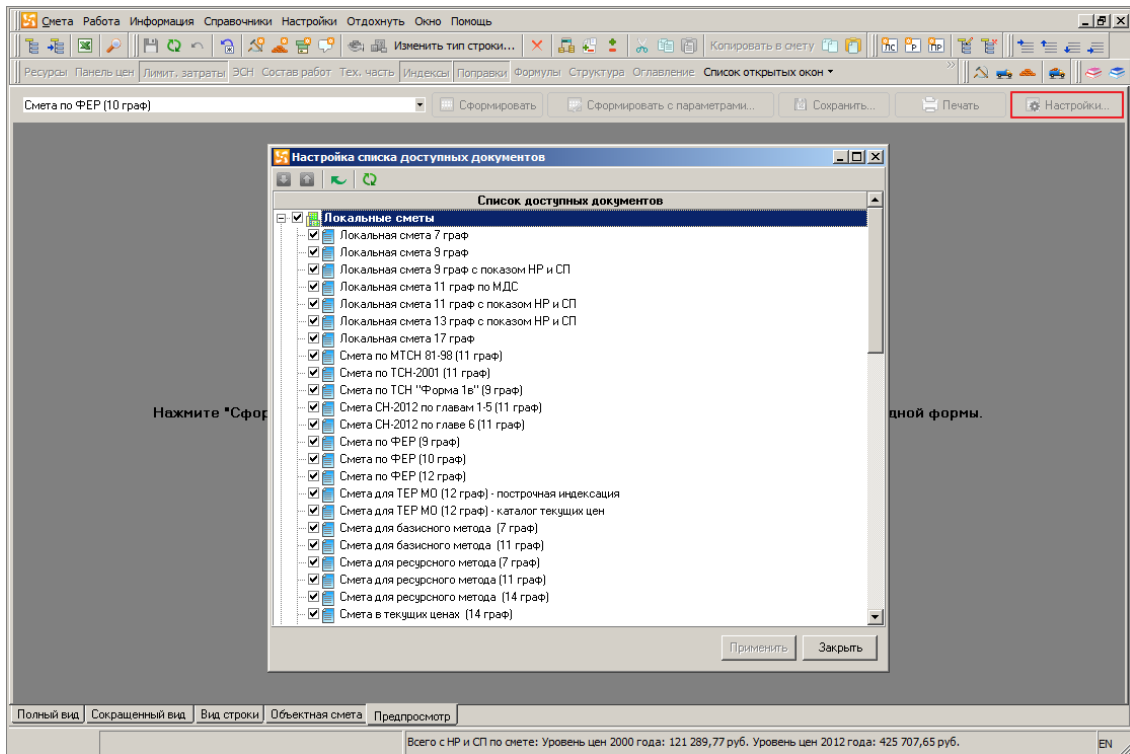 Смета Работа Информация Справочники Настройки Отдохнуть Окно Помощь
Изменить тип строки... Копировать в смету
Ресурсы Панель цен Лимит. затраты ЭСН Состав работ Тех. часть Индексы Поправки Формулы Структура Оглавление Список открытых окон
Смета по ФЕР (10 граф) Сформировать Сформировать с параметрами... Сохранить... Печать Настройки...
Настройка списка доступных документов
Список доступных документов
Локальные сметы
Локальная смета 7 граф
Локальная смета 9 граф
Локальная смета 9 граф с показом НР и СП
Локальная смета 11 граф по МДС
Локальная смета 11 граф с показом НР и СП
Локальная смета 13 граф с показом НР и СП
Локальная смета 17 граф
Смета по МТСН 81-98 (11 граф)
Смета по ТСН-2001 (11 граф)
Смета по ТСН "Форма 1в" (9 граф)
Смета СН-2012 по главам 1-5 (11 граф)
Нажмите "Сфор дной формы.
Смета СН-2012 по главе 6 (11 граф)
Смета по ФЕР (9 граф)
Смета по ФЕР (10 граф)
Смета по ФЕР (12 граф)
Смета для ТЕР МО (12 граф) - построчная индексация
Смета для ТЕР МО (12 граф) - каталог текущих цен
Смета для базисного метода (7 граф)
Смета для базисного метода (11 граф)
Смета для ресурсного метода (7 граф)
Смета для ресурсного метода (11 граф)
Смета для ресурсного метода (14 граф)
Смета в текущих ценах (14 граф)
Применить Закрыть
Полный вид Сокращенный вид Вид строки Объектная смета Предпросмотр
Всего с НР и СП по смете: Уровень цен 2000 года: 121 289,77 руб. Уровень цен 2012 года: 425 707,65 руб. EN